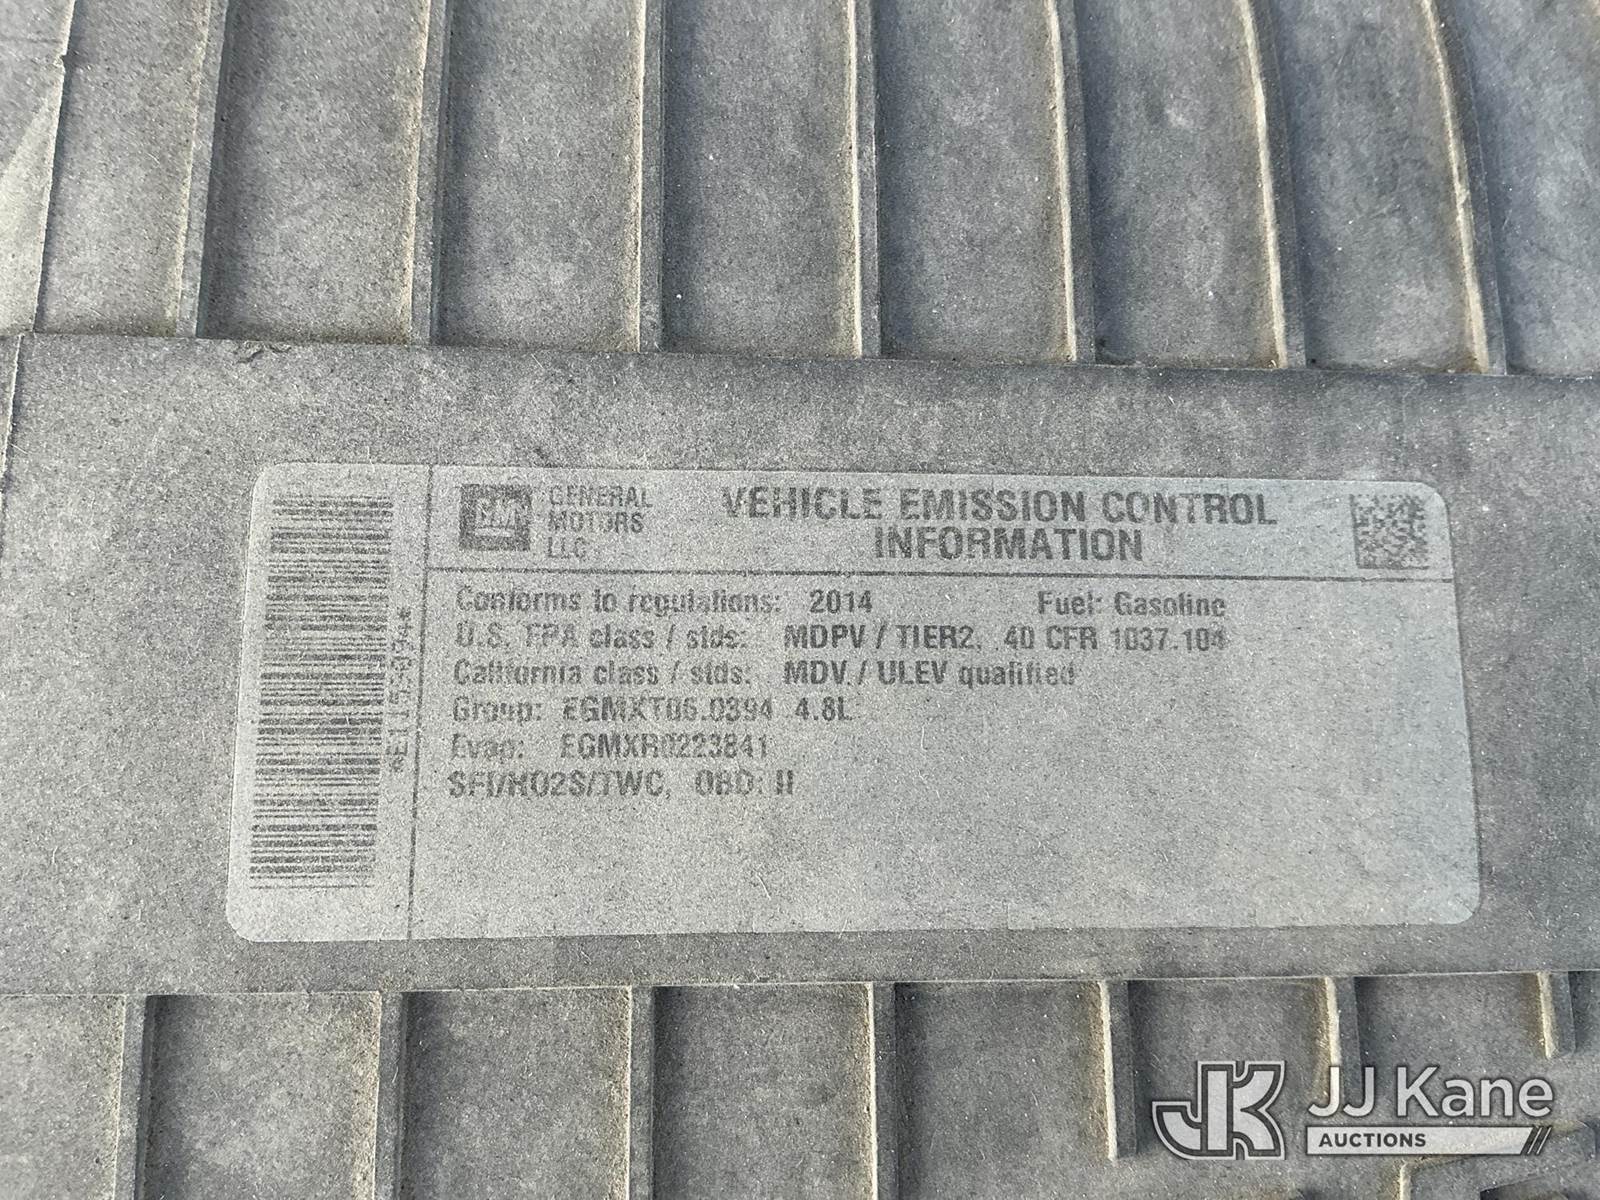 GM
GENERAL
MOTORS
LLC
VEHICLE EMISSION CONTROL
INFORMATION
Conforms to regulations: 2014 Fuel: Gasoline
U.S. EPA class / stds: MDPV / TIER2, 40 CFR 1037.104
California class / stds: MDV / ULEV qualified
Group: EGMXT06.0394 4.8L
Evap: EGMXR0223841
SFI/HO2S/TWC, OBD: II
JK
JJ Kane
AUCTIONS